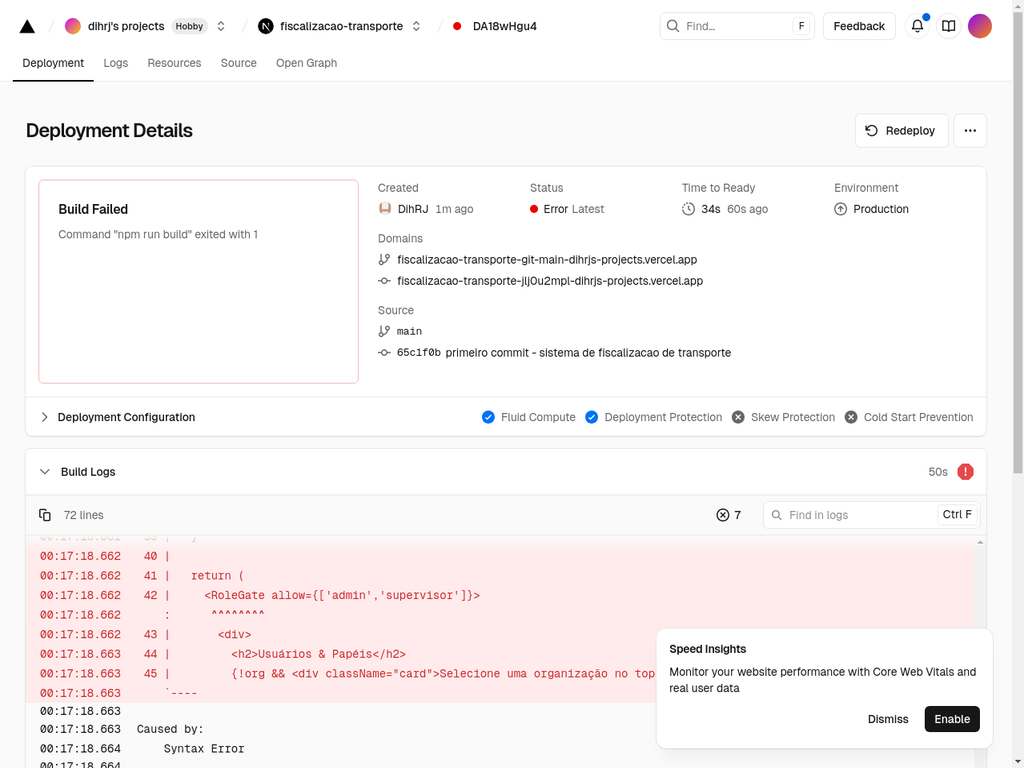 dihrj's projects Hobby fiscalizacao-transporte DA18wHgu4 Find... F Feedback
Deployment Logs Resources Source Open Graph
Deployment Details
Redeploy
Build Failed
Command "npm run build" exited with 1
Created
DihRJ 1m ago
Status
Error Latest
Time to Ready
34s 60s ago
Environment
Production
Domains
fiscalizacao-transporte-git-main-dihrjs-projects.vercel.app
fiscalizacao-transporte-jlj0u2mpl-dihrjs-projects.vercel.app
Source
main
65c1f0b primeiro commit - sistema de fiscalizacao de transporte
Deployment Configuration
Fluid Compute Deployment Protection Skew Protection Cold Start Prevention
Build Logs
50s
72 lines
7
Find in logs Ctrl F
00:17:18.662 40 |
00:17:18.662 41 | return (
00:17:18.662 42 | <RoleGate allow={['admin','supervisor']}>
00:17:18.662 : ^^^^^^^^
00:17:18.662 43 | <div>
00:17:18.662 44 | <h2>Usuários & Papéis</h2>
00:17:18.663 45 | {!org && <div className="card">Selecione uma organização no top
00:17:18.663 `----
00:17:18.663
00:17:18.663 Caused by:
00:17:18.664 Syntax Error
00:17:18.664
Speed Insights
Monitor your website performance with Core Web Vitals and
real user data
Dismiss Enable